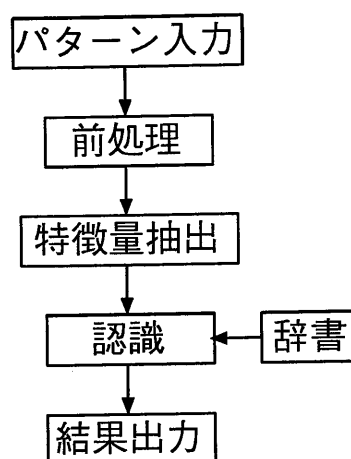 パターン入力
前処理
特徴量抽出
認識
辞書
結果出力